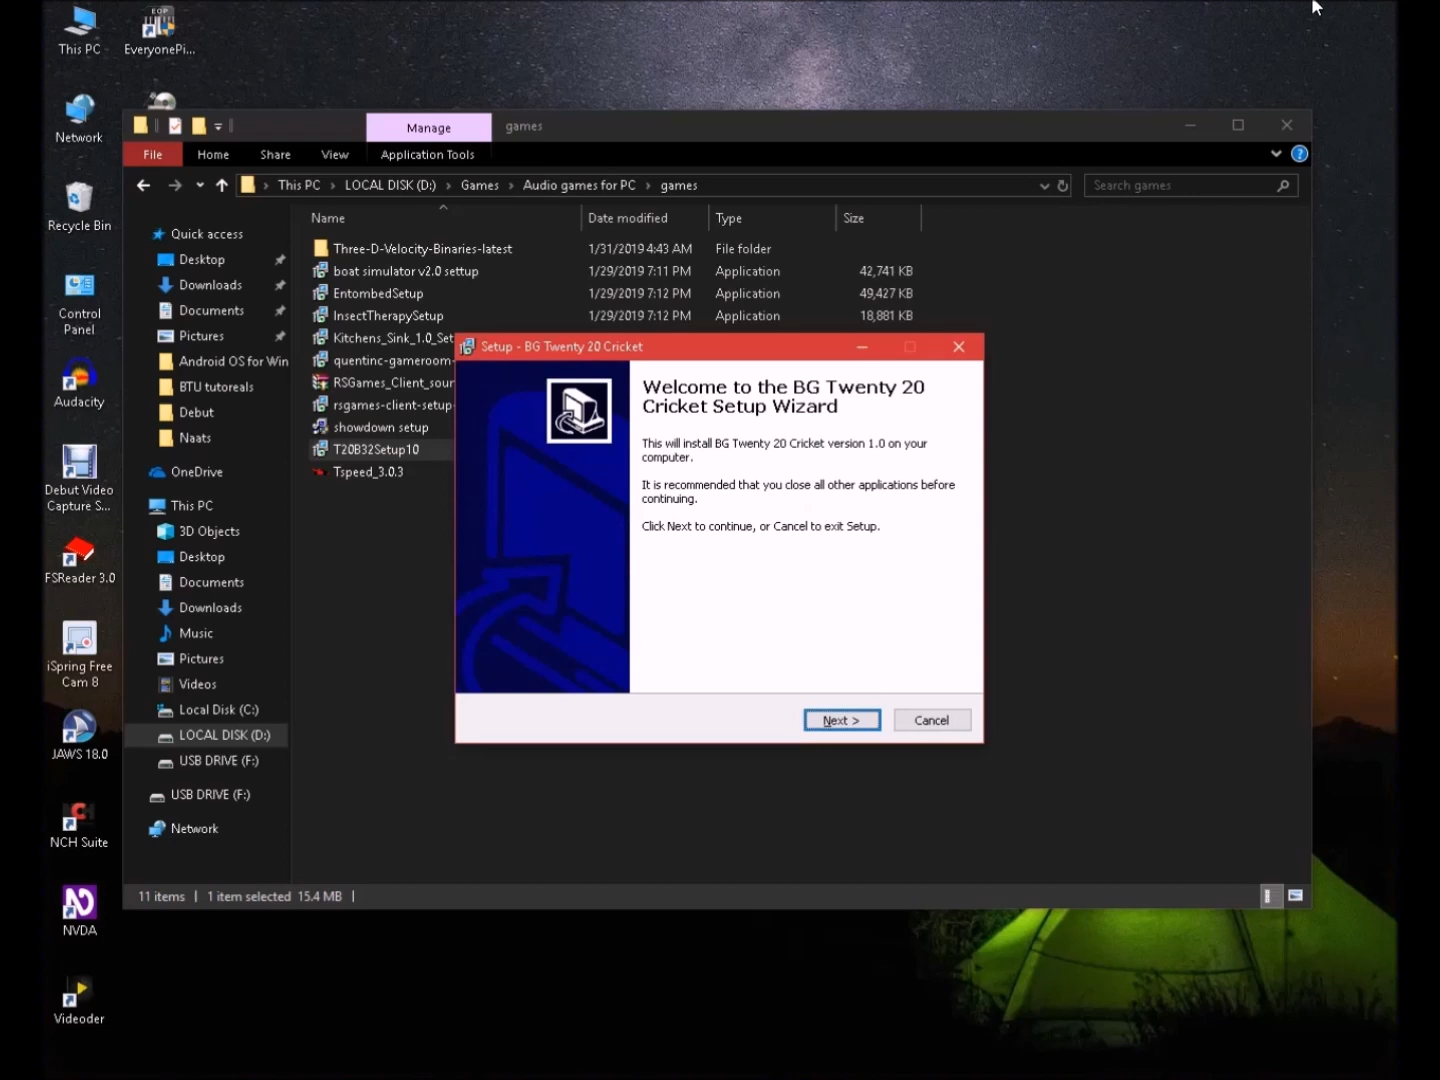 This PC
EveryonePi...
Network
Recycle Bin
Control
Panel
Audacity
Debut Video
Capture S...
FSReader 3.0
iSpring Free
Cam 8
JAWS 18.0
NCH Suite
NVDA
Videoder
Manage
games
File
Home
Share
View
Application Tools
This PC > LOCAL DISK (D:) > Games > Audio games for PC > games
Search games
Quick access
Desktop
Downloads
Documents
Pictures
Android OS for Win
BTU tutoreals
Debut
Naats
OneDrive
This PC
3D Objects
Desktop
Documents
Downloads
Music
Pictures
Videos
Local Disk (C:)
LOCAL DISK (D:)
USB DRIVE (F:)
USB DRIVE (F:)
Network
Name Date modified Type Size
Three-D-Velocity-Binaries-latest 1/31/2019 4:43 AM File folder
boat simulator v2.0 settup 1/29/2019 7:11 PM Application 42,741 KB
EntombedSetup 1/29/2019 7:12 PM Application 49,427 KB
InsectTherapySetup 1/29/2019 7:12 PM Application 18,881 KB
Kitchens_Sink_1.0_Set
quentinc-gameroom-
RSGames_Client_sour
rsgames-client-setup-
showdown setup
T20B32Setup10
Tspeed_3.0.3
Setup - BG Twenty 20 Cricket
Welcome to the BG Twenty 20
Cricket Setup Wizard
This will install BG Twenty 20 Cricket version 1.0 on your
computer.
It is recommended that you close all other applications before
continuing.
Click Next to continue, or Cancel to exit Setup.
Next >
Cancel
11 items
1 item selected 15.4 MB